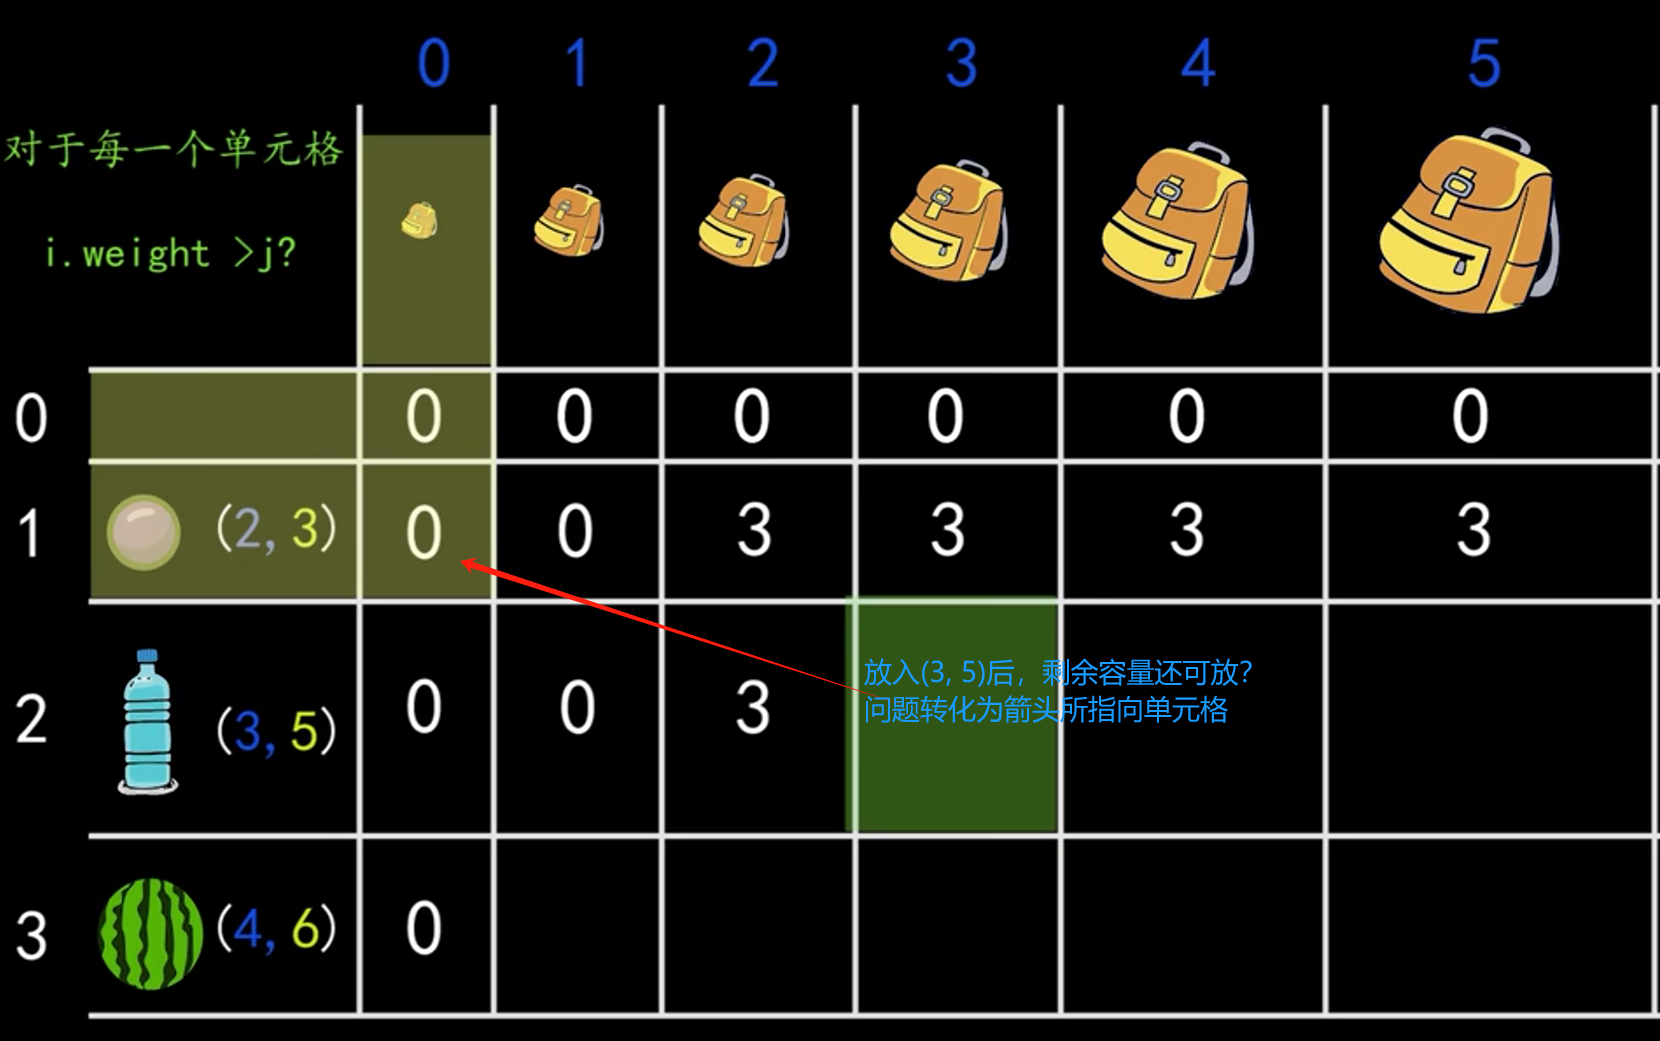 0 1 2 3 4 5
对于每一个单元格
i.weight >j?
0 0 0 0 0 0 0
1 (2, 3) 0 0 3 3 3 3
放入(3, 5)后，剩余容量还可放?
问题转化为箭头所指向单元格
2 (3, 5) 0 0 3
3 (4, 6) 0